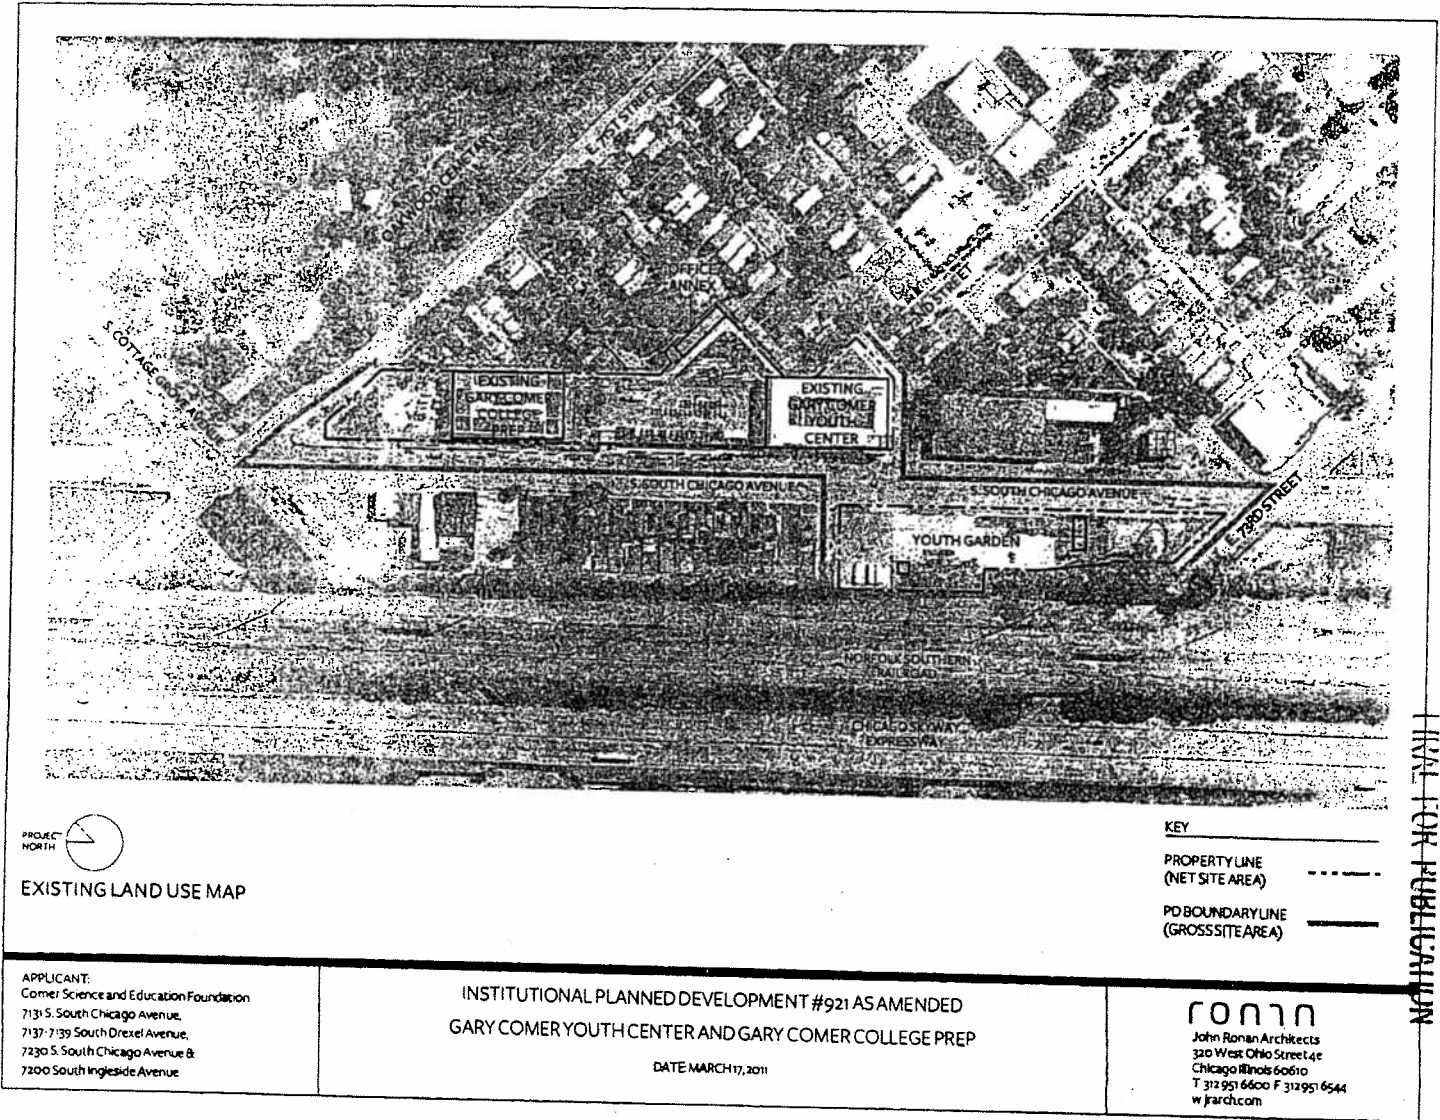 E. 71ST STREET
OAKWOOD CEMETERY
S. COTTAGE GROVE AVE
OFFICE
ANNEX
EXISTING
GARY COMER
COLLEGE
PREP
EXISTING
GARY COMER
YOUTH
CENTER
S. SOUTH CHICAGO AVENUE
S. SOUTH CHICAGO AVENUE
E. 73RD STREET
YOUTH GARDEN
NORFOLK SOUTHERN
RAILROAD
CHICAGO SKYWAY
EXPRESSWAY
PROJECT
NORTH
EXISTING LAND USE MAP
KEY
PROPERTY LINE
(NET SITE AREA)
PD BOUNDARY LINE
(GROSS SITE AREA)
FINAL FOR PUBLICATION
APPLICANT:
Comer Science and Education Foundation
7131 S. South Chicago Avenue,
7137-7139 South Drexel Avenue,
7230 S. South Chicago Avenue &
7200 South Ingleside Avenue
INSTITUTIONAL PLANNED DEVELOPMENT #921 AS AMENDED
GARY COMER YOUTH CENTER AND GARY COMER COLLEGE PREP
DATE MARCH 17, 2011
ronan
John Ronan Architects
320 West Ohio Street 4e
Chicago Illinois 60610
T 312 951 6600 F 312 951 6544
w jrarch.com